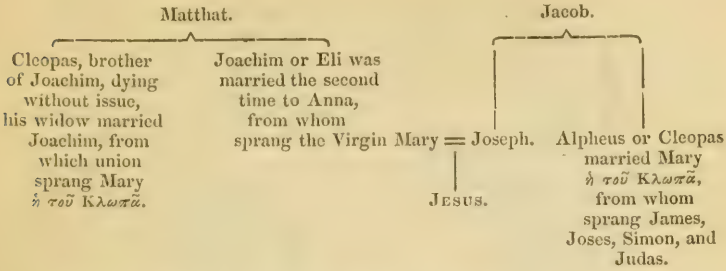 Matthat.
Jacob.
Cleopas, brother
of Joachim, dying
without issue,
his widow married
Joachim, from
which union
sprang Mary
ἡ τοῦ Κλωπᾶ.
Joachim or Eli was
married the second
time to Anna,
from whom
sprang the Virgin Mary = Joseph.
JESUS.
Alpheus or Cleopas
married Mary
ἡ τοῦ Κλωπᾶ,
from whom
sprang James,
Joses, Simon, and
Judas.